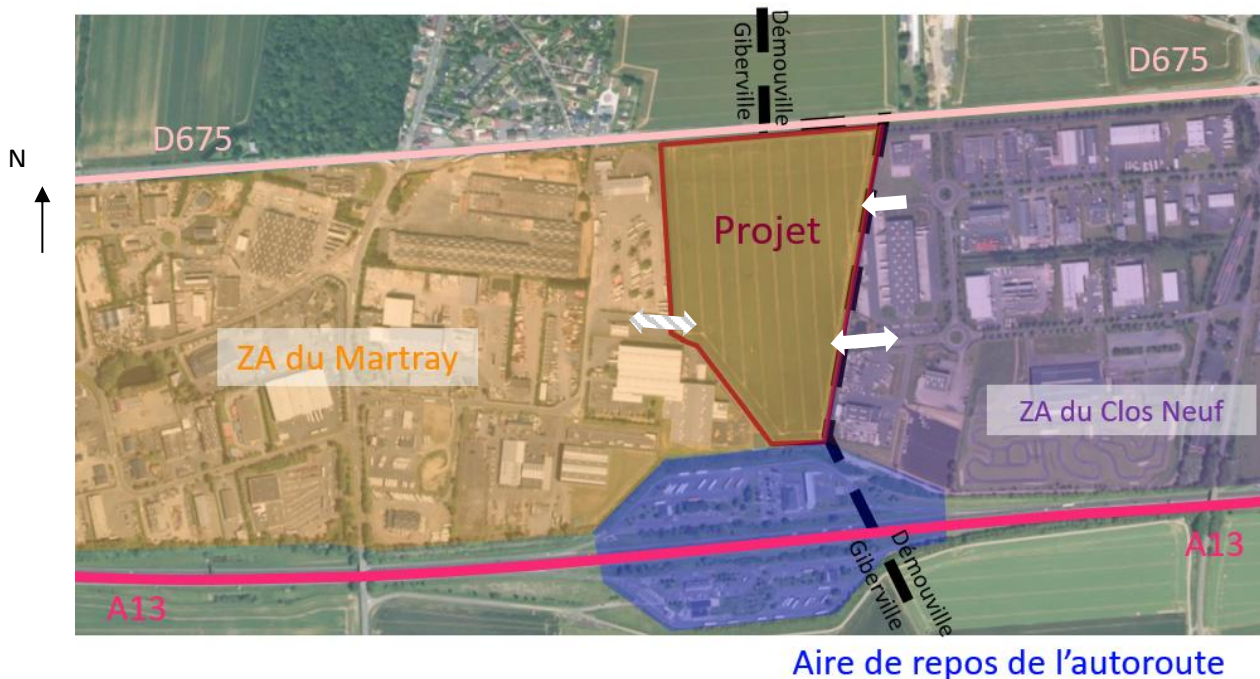 Démouville
Giberville
D675
D675
N
Projet
ZA du Martray
ZA du Clos Neuf
Démouville
Giberville
A13
A13
Aire de repos de l’autoroute